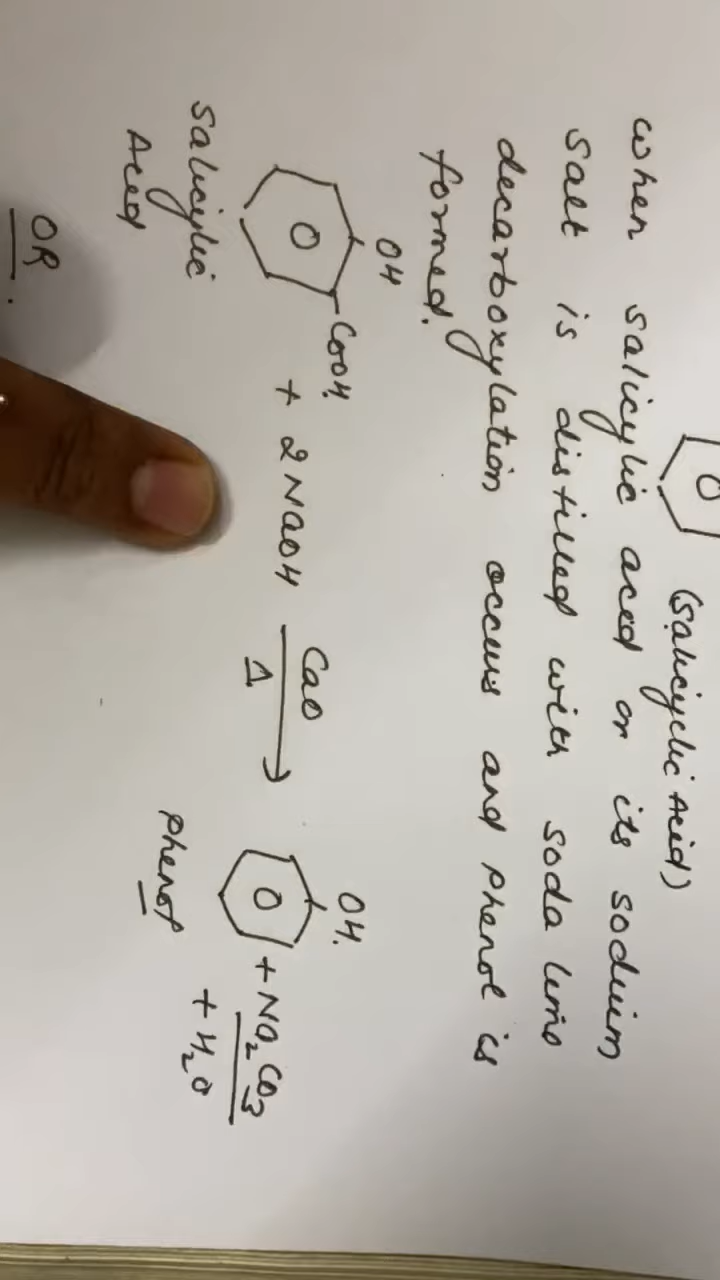 O
(Salicyclic Acid)
when salicylic acid or its sodium
salt is distilled with soda lime
decarboxylation occurs and phenol is
formed.
OH
COOH.
O + 2NaOH CaO Δ O + Na2CO3
+ H2O
OH.
Salicylic
Acid
Phenol
OR